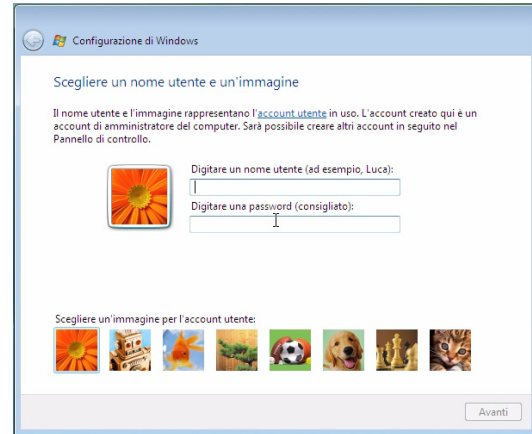 Configurazione di Windows
Scegliere un nome utente e un'immagine
Il nome utente e l'immagine rappresentano l'account utente in uso. L'account creato qui è un
account di amministratore del computer. Sarà possibile creare altri account in seguito nel
Pannello di controllo.
Digitare un nome utente (ad esempio, Luca):
Digitare una password (consigliato):
Scegliere un'immagine per l'account utente:
Avanti